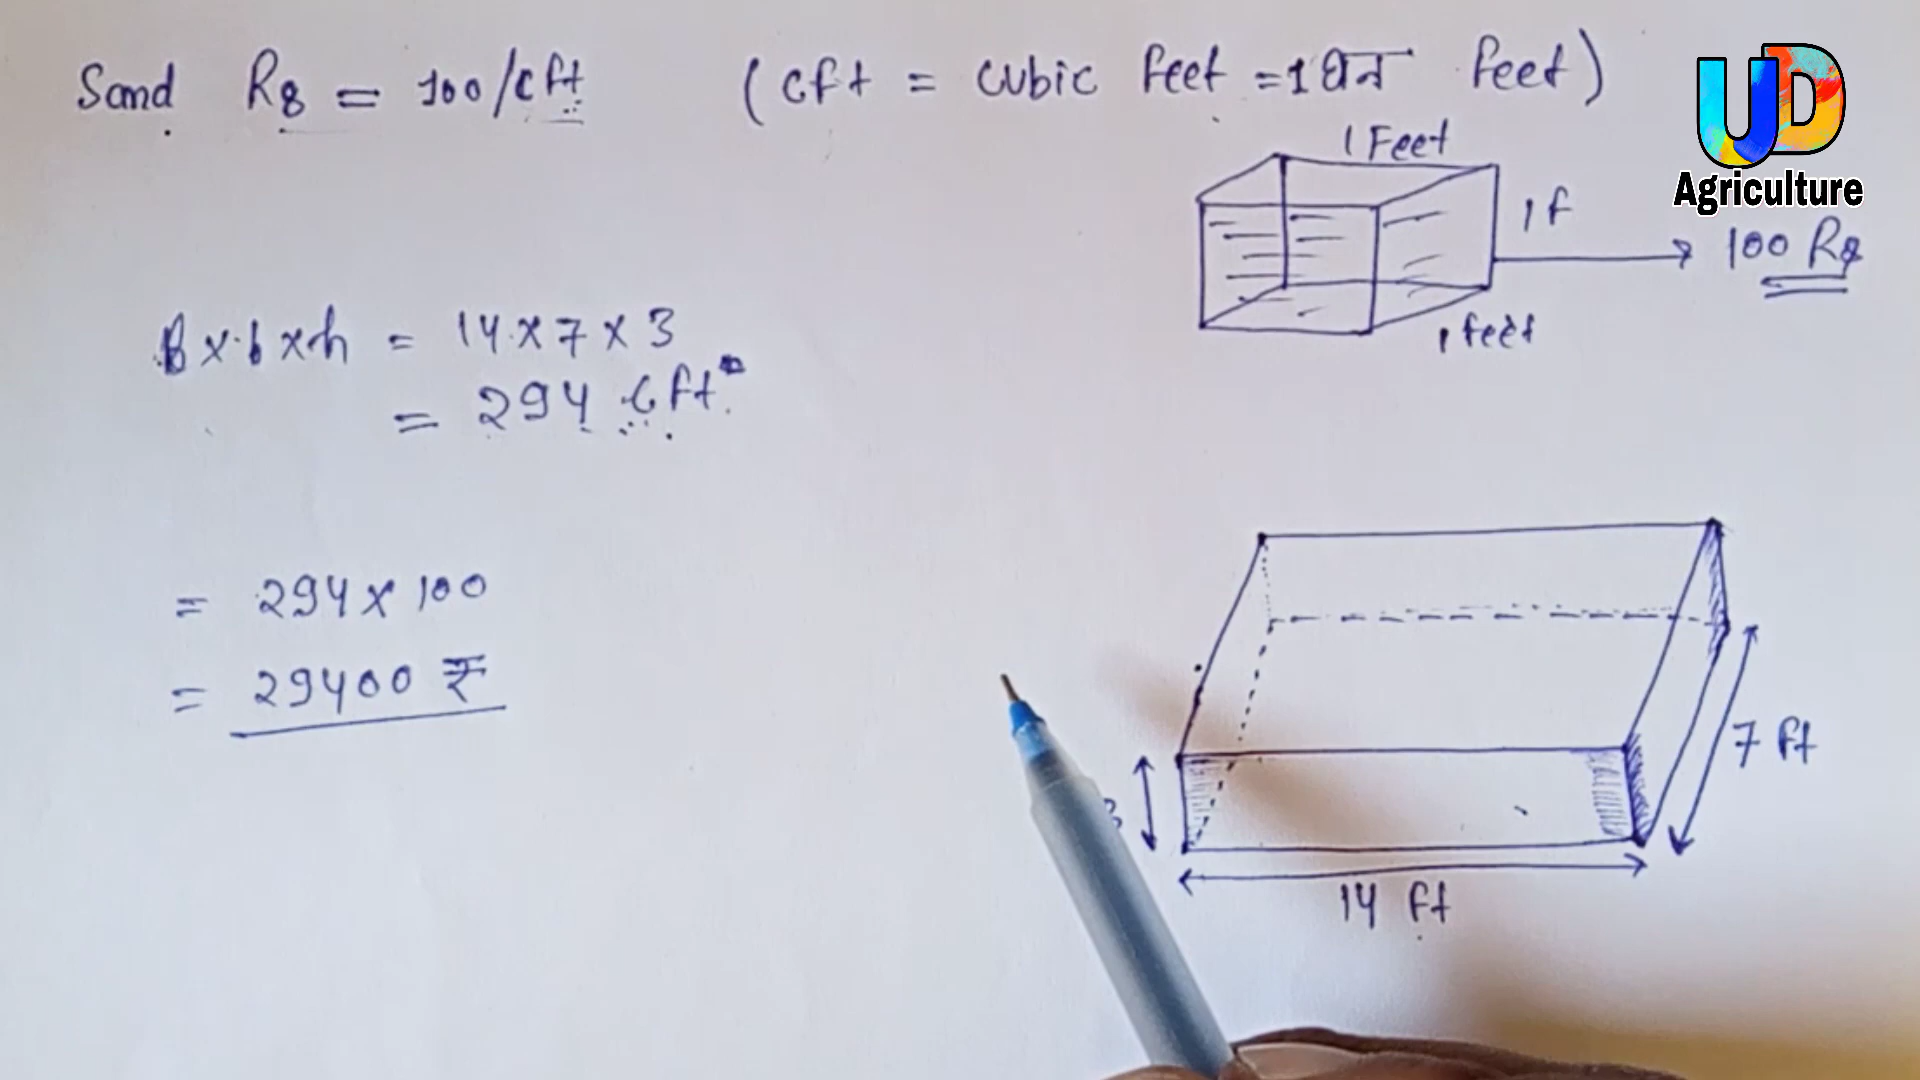 Sand Rs = 100/cft (cft = cubic feet = 1 घन feet)
UD
Agriculture
1 Feet
1 f
100 Rs
1 feet
l x b x h = 14 x 7 x 3
= 294 cft
= 294 x 100
= 29400 ₹
7 ft
3
14 ft